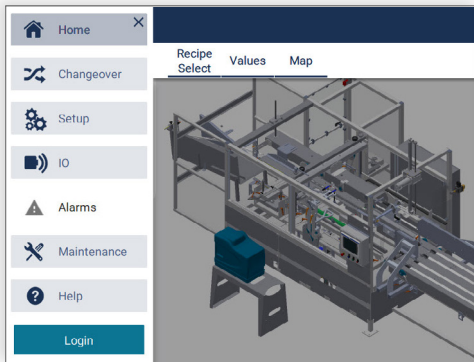 Home
Changeover
Setup
IO
Alarms
Maintenance
Help
Login
Recipe
Select
Values
Map